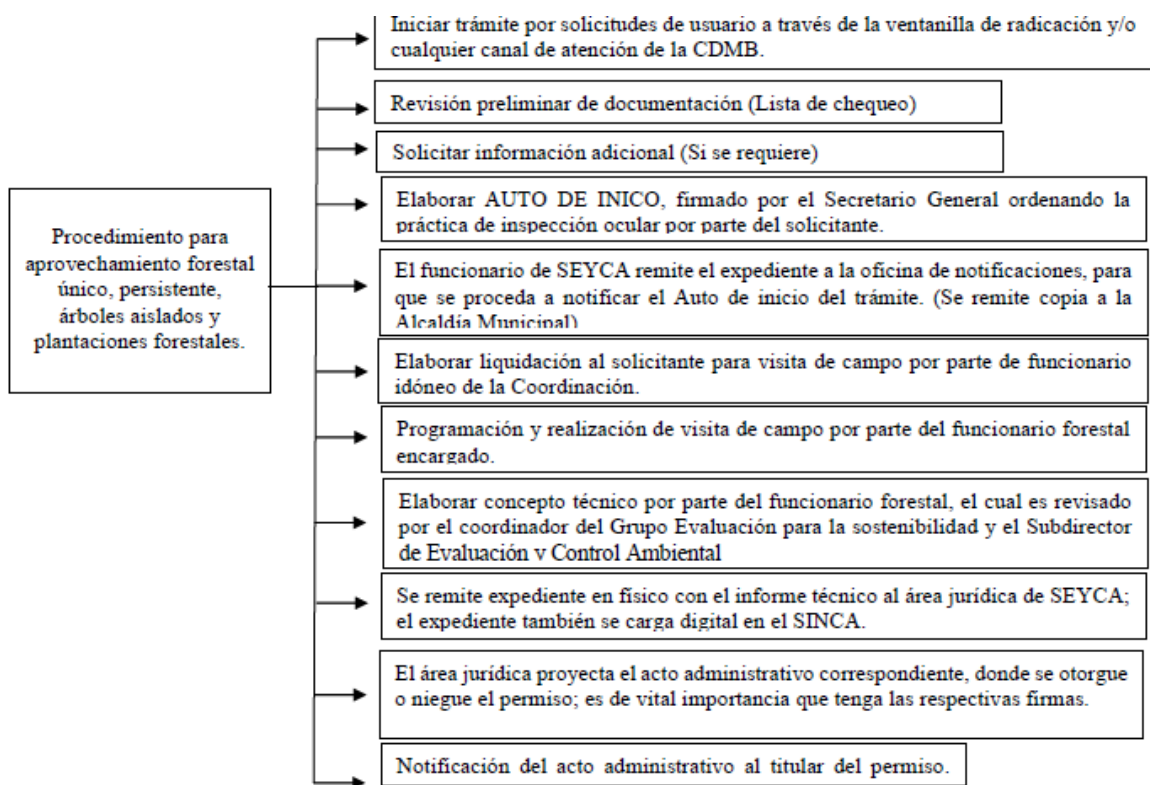 Iniciar trámite por solicitudes de usuario a través de la ventanilla de radicación y/o
cualquier canal de atención de la CDMB.
Revisión preliminar de documentación (Lista de chequeo)
Solicitar información adicional (Si se requiere)
Elaborar AUTO DE INICO, firmado por el Secretario General ordenando la
práctica de inspección ocular por parte del solicitante.
Procedimiento para
aprovechamiento forestal
único, persistente,
árboles aislados y
plantaciones forestales.
El funcionario de SEYCA remite el expediente a la oficina de notificaciones, para
que se proceda a notificar el Auto de inicio del trámite. (Se remite copia a la
Alcaldía Municipal)
Elaborar liquidación al solicitante para visita de campo por parte de funcionario
idóneo de la Coordinación.
Programación y realización de visita de campo por parte del funcionario forestal
encargado.
Elaborar concepto técnico por parte del funcionario forestal, el cual es revisado
por el coordinador del Grupo Evaluación para la sostenibilidad y el Subdirector
de Evaluación y Control Ambiental
Se remite expediente en físico con el informe técnico al área jurídica de SEYCA;
el expediente también se carga digital en el SINCA.
El área jurídica proyecta el acto administrativo correspondiente, donde se otorgue
o niegue el permiso; es de vital importancia que tenga las respectivas firmas.
Notificación del acto administrativo al titular del permiso.